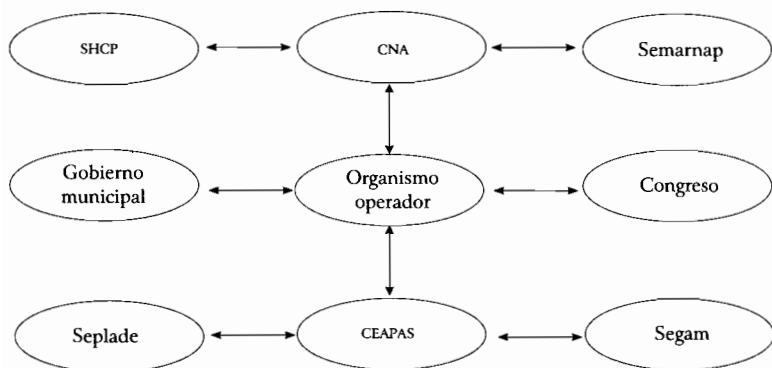 SHCP
CNA
Semarnap
Gobierno
municipal
Organismo
operador
Congreso
Seplade
CEAPAS
Segam